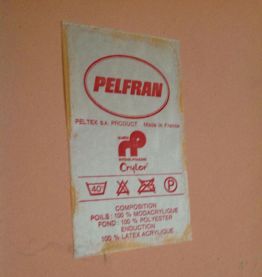 PELFRAN
PELTEX S.A. PRODUCT Made in France
Crylor
40
P
COMPOSITION
POILS : 100 % MODACRYLIQUE
FOND : 100 % POLYESTER
ENDUCTION
100 % LATEX ACRYLIQUE